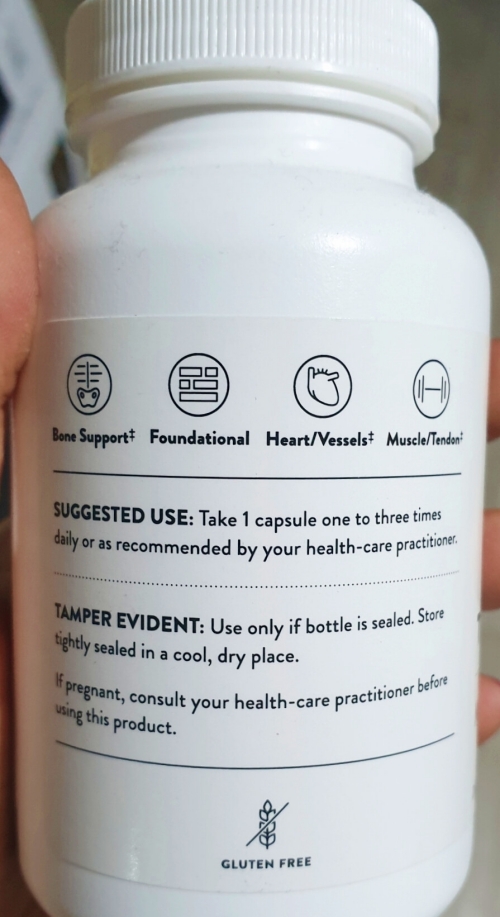 Bone Support‡ Foundational Heart/Vessels‡ Muscle/Tendon‡
SUGGESTED USE: Take 1 capsule one to three times
daily or as recommended by your health-care practitioner.
TAMPER EVIDENT: Use only if bottle is sealed. Store
tightly sealed in a cool, dry place.
If pregnant, consult your health-care practitioner before
using this product.
GLUTEN FREE